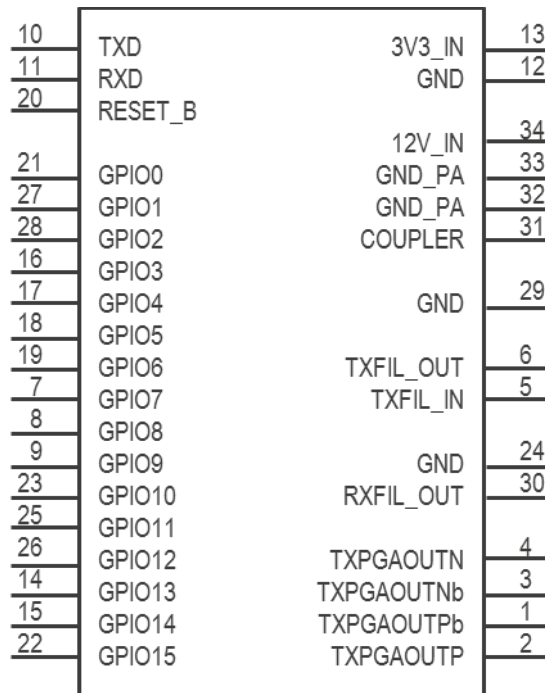 10 TXD 3V3_IN 13
11 RXD GND 12
20 RESET_B
12V_IN 34
21 GPIO0 GND_PA 33
27 GPIO1 GND_PA 32
28 GPIO2 COUPLER 31
16 GPIO3
17 GPIO4 GND 29
18 GPIO5
19 GPIO6 TXFIL_OUT 6
7 GPIO7 TXFIL_IN 5
8 GPIO8
9 GPIO9 GND 24
23 GPIO10 RXFIL_OUT 30
25 GPIO11
26 GPIO12 TXPGAOUTN 4
14 GPIO13 TXPGAOUTNb 3
15 GPIO14 TXPGAOUTPb 1
22 GPIO15 TXPGAOUTP 2